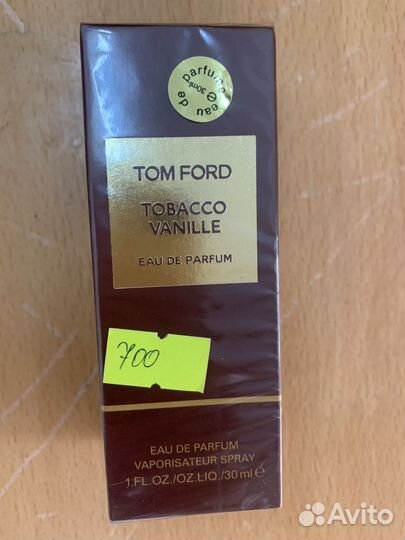 eau de parfume
℮ 30ml
TOM FORD
TOBACCO
VANILLE
EAU DE PARFUM
700
EAU DE PARFUM
VAPORISATEUR SPRAY
1.FL.OZ./OZ.LIQ./30 ml ℮
Avito